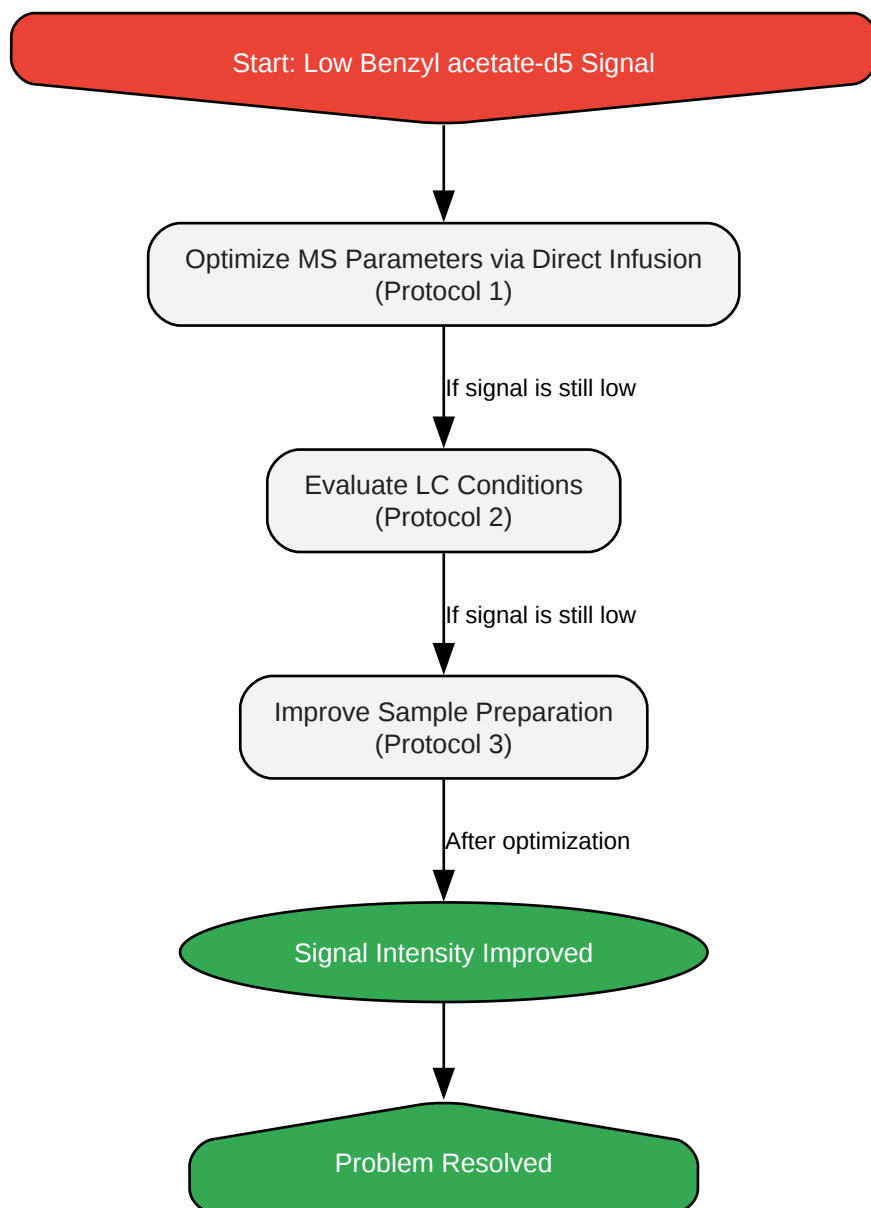 Start: Low Benzyl acetate-d5 Signal
Optimize MS Parameters via Direct Infusion
(Protocol 1)
If signal is still low
Evaluate LC Conditions
(Protocol 2)
If signal is still low
Improve Sample Preparation
(Protocol 3)
After optimization
Signal Intensity Improved
Problem Resolved